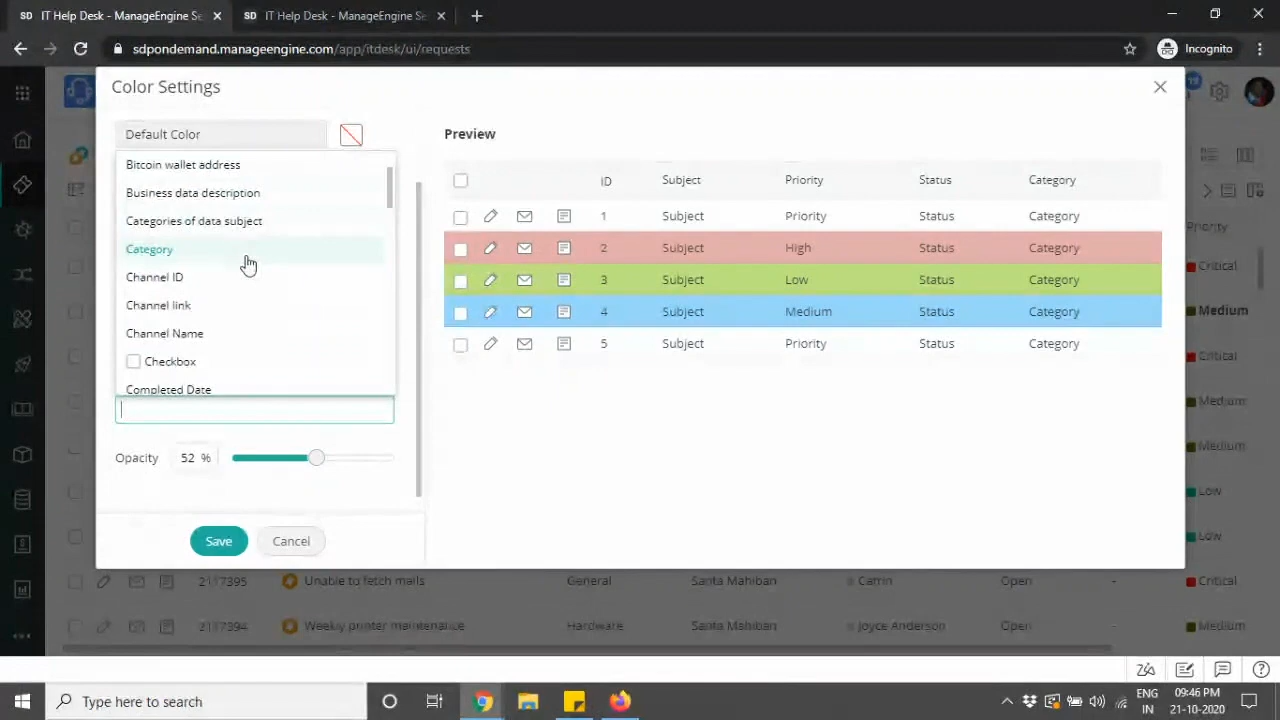 SD IT Help Desk - ManageEngine Se
SD IT Help Desk - ManageEngine Se
sdpondemand.manageengine.com/app/itdesk/ui/requests
Incognito
Color Settings
Default Color
Bitcoin wallet address
Business data description
Categories of data subject
Category
Channel ID
Channel link
Channel Name
Checkbox
Completed Date
Opacity 52 %
Save Cancel
Preview
ID Subject Priority Status Category
1 Subject Priority Status Category
2 Subject High Status Category
3 Subject Low Status Category
4 Subject Medium Status Category
5 Subject Priority Status Category
Priority
Critical
Medium
Critical
Medium
Medium
Low
Low
2117395 Unable to fetch mails General Santa Mahiban Catrin Open - Critical
2117394 Weekly printer maintenance Hardware Santa Mahiban Joyce Anderson Open - Medium
Type here to search
ENG
IN
09:46 PM
21-10-2020